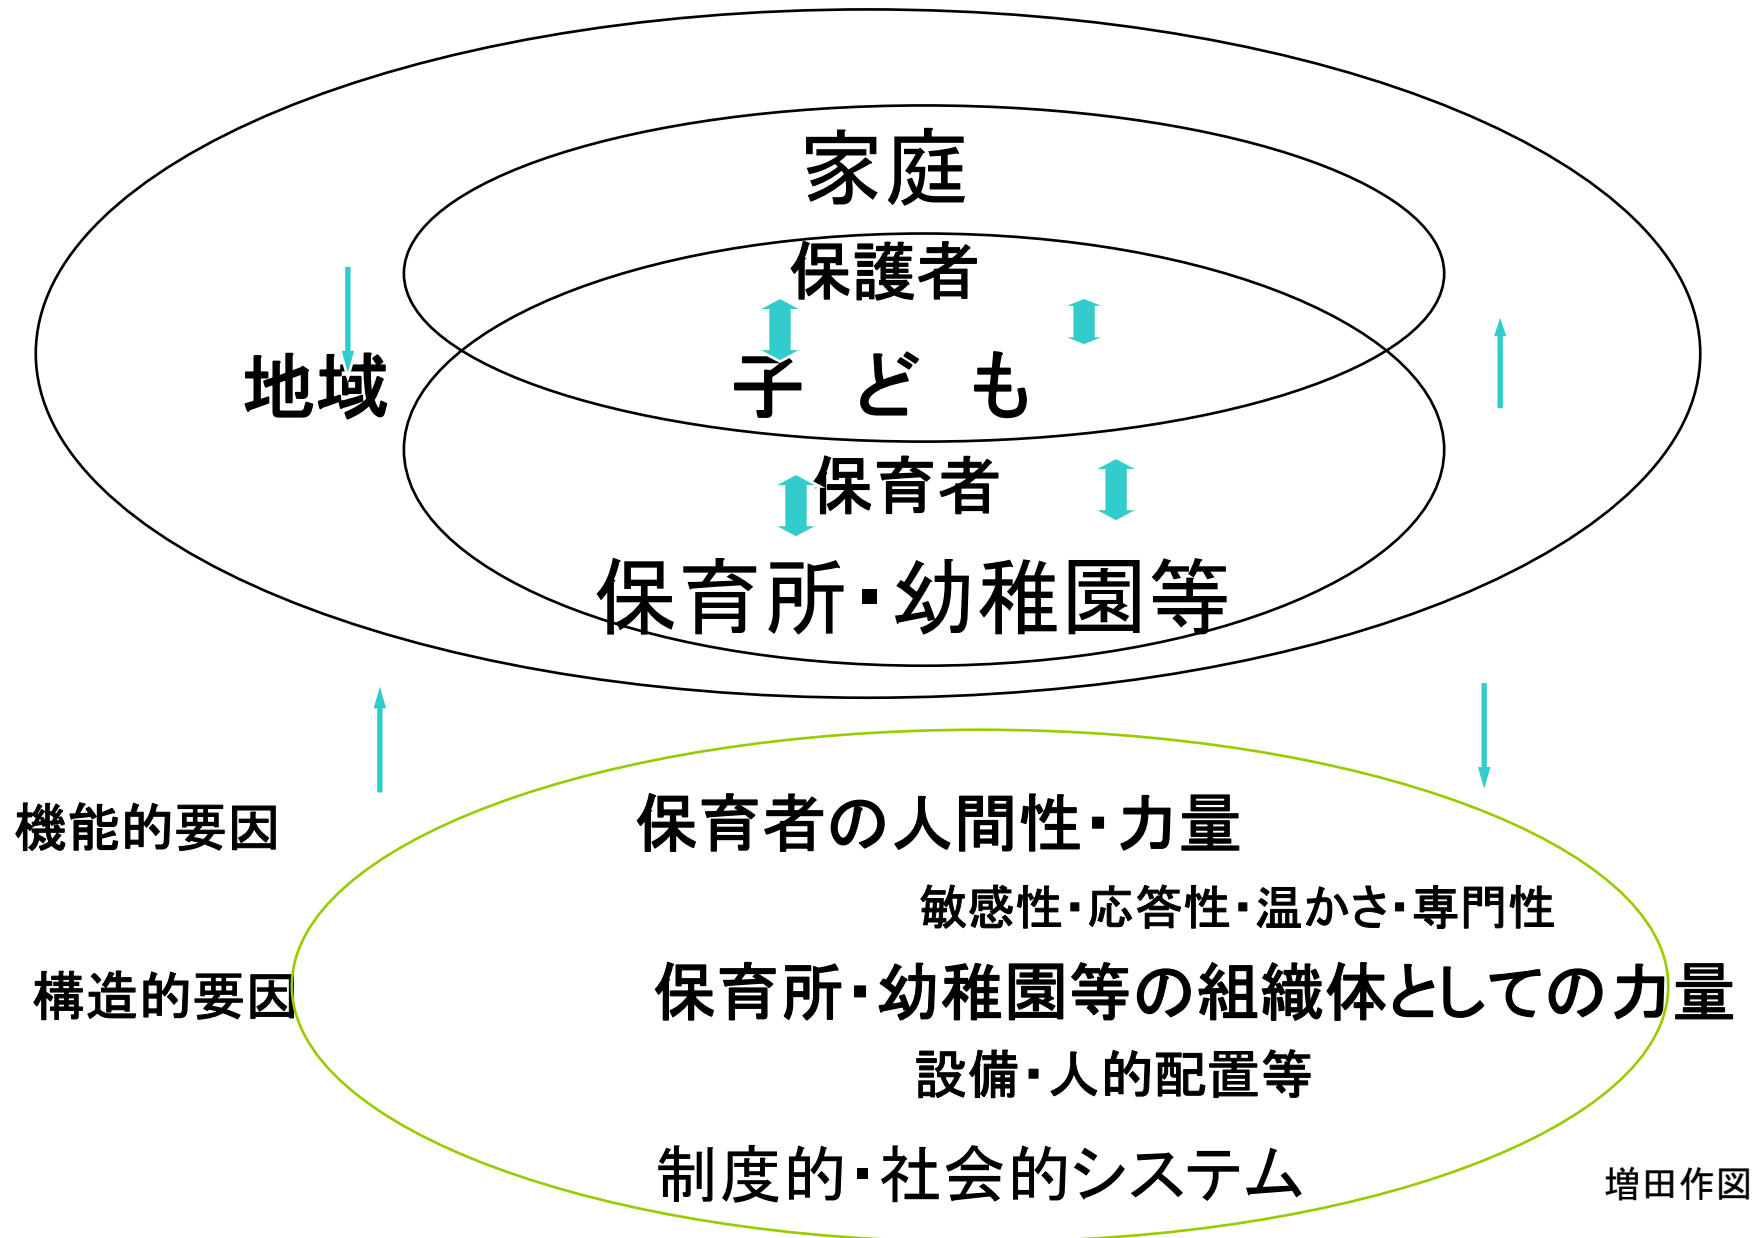 家庭
保護者
地域
子ども
保育者
保育所・幼稚園等
機能的要因
保育者の人間性・力量
敏感性・応答性・温かさ・専門性
構造的要因
保育所・幼稚園等の組織体としての力量
設備・人的配置等
制度的・社会的システム
増田作図